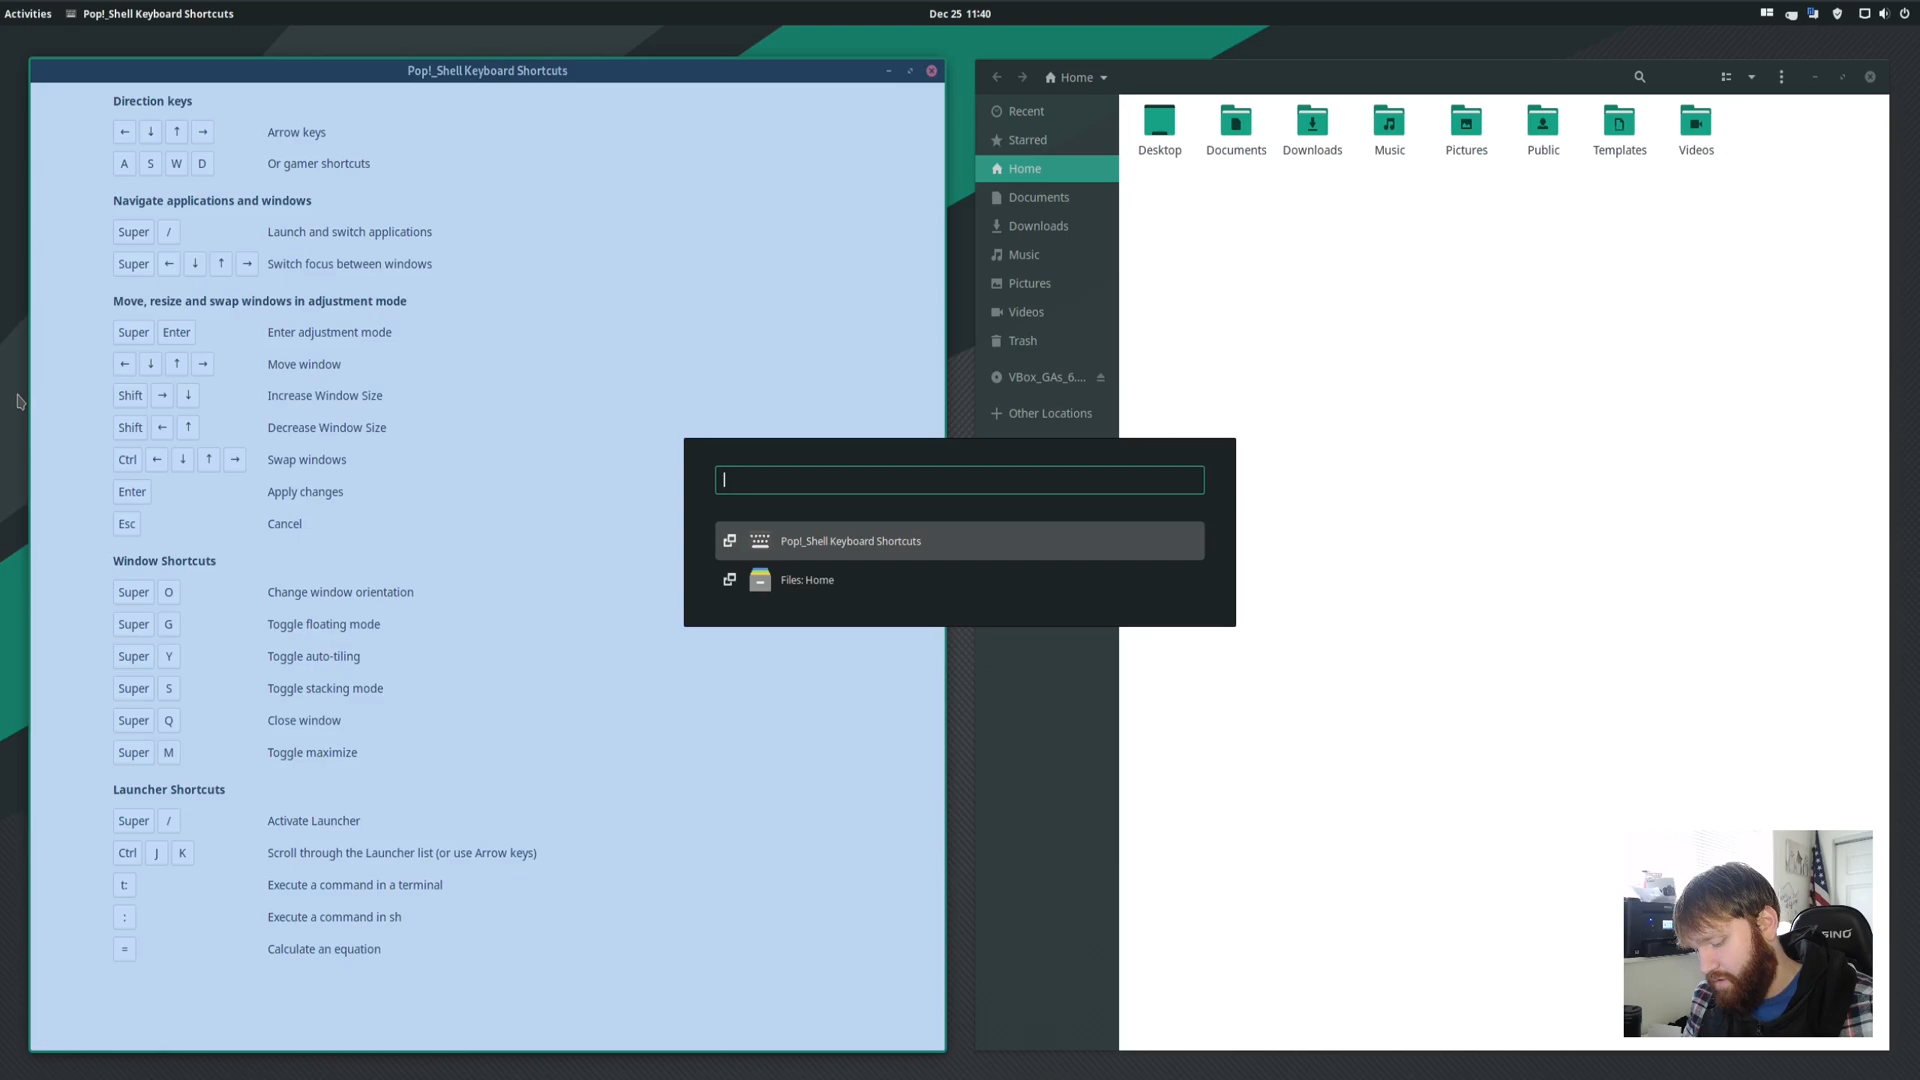 Activities Pop!_Shell Keyboard Shortcuts Dec 25 11:40
Pop!_Shell Keyboard Shortcuts
Direction keys
← ↓ ↑ → Arrow keys
A S W D Or gamer shortcuts
Navigate applications and windows
Super / Launch and switch applications
Super ← ↓ ↑ → Switch focus between windows
Move, resize and swap windows in adjustment mode
Super Enter Enter adjustment mode
← ↓ ↑ → Move window
Shift → ↓ Increase Window Size
Shift ← ↑ Decrease Window Size
Ctrl ← ↓ ↑ → Swap windows
Enter Apply changes
Esc Cancel
Window Shortcuts
Super O Change window orientation
Super G Toggle floating mode
Super Y Toggle auto-tiling
Super S Toggle stacking mode
Super Q Close window
Super M Toggle maximize
Launcher Shortcuts
Super / Activate Launcher
Ctrl J K Scroll through the Launcher list (or use Arrow keys)
t: Execute a command in a terminal
: Execute a command in sh
= Calculate an equation
Pop!_Shell Keyboard Shortcuts
Files: Home
Home
Recent
Starred
Home
Documents
Downloads
Music
Pictures
Videos
Trash
VBox_GAs_6....
Other Locations
Desktop Documents Downloads Music Pictures Public Templates Videos